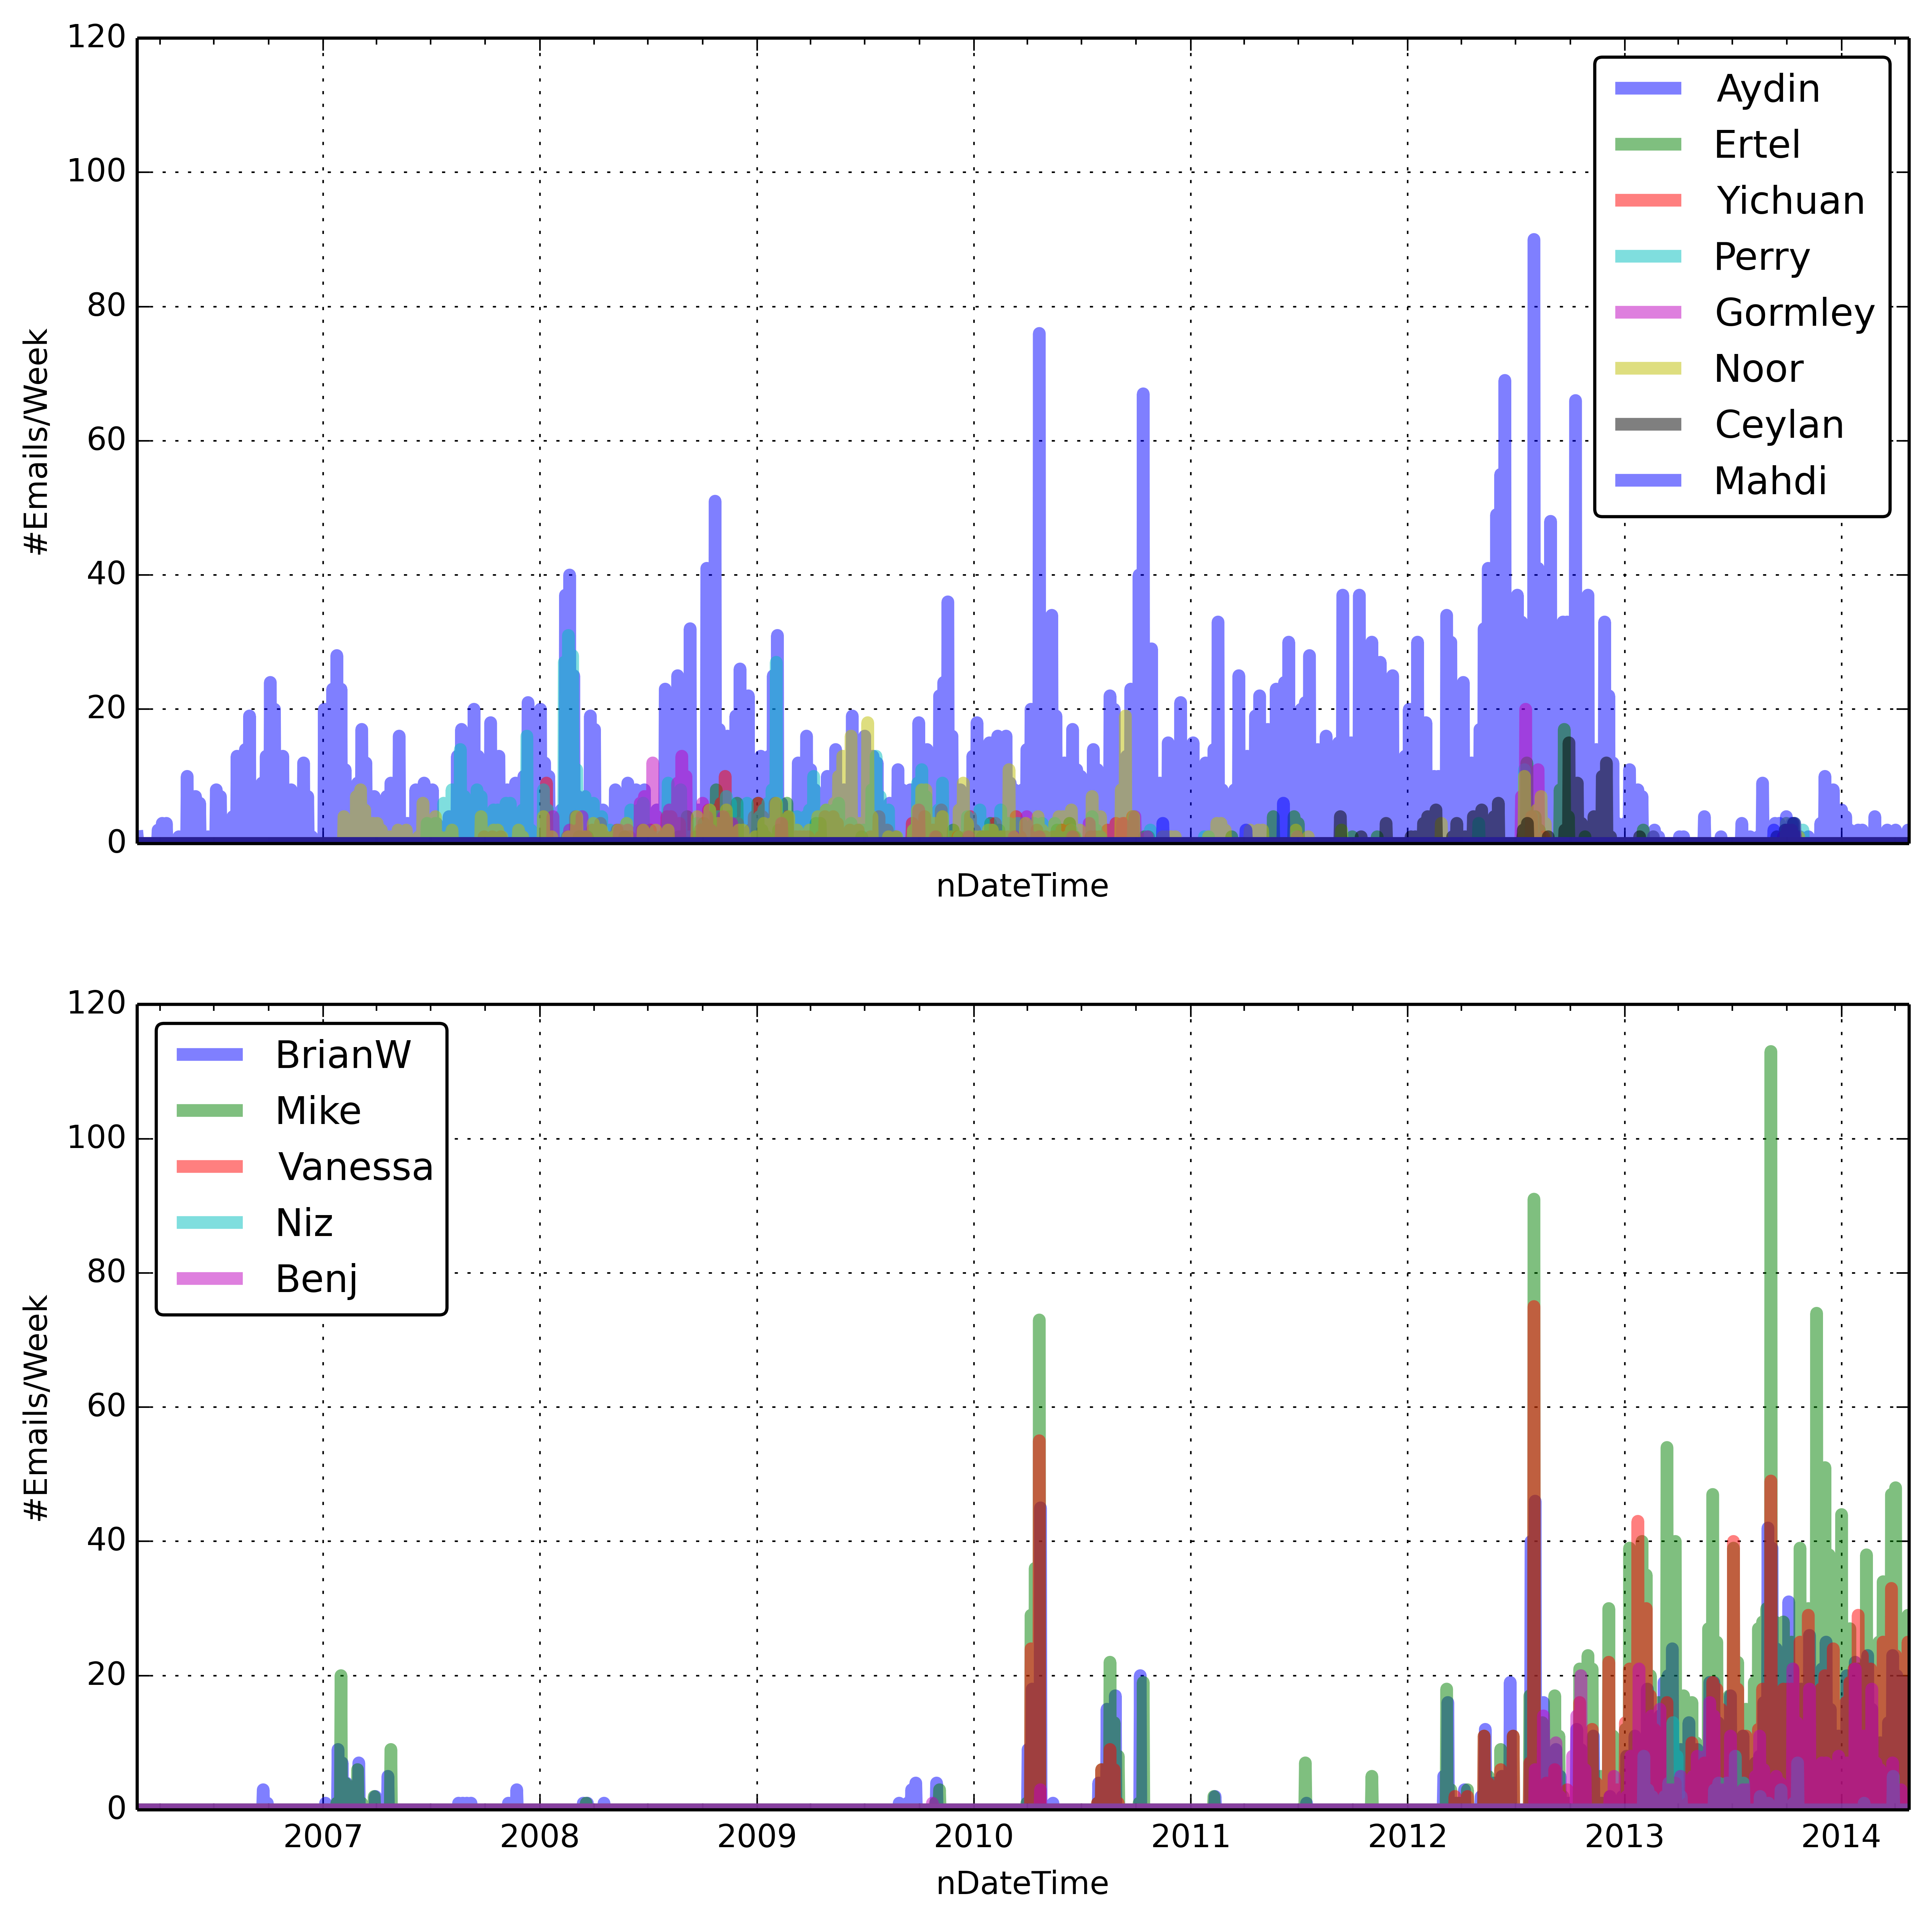 120
100
80
60
40
20
0
#Emails/Week
nDateTime
Aydin
Ertel
Yichuan
Perry
Gormley
Noor
Ceylan
Mahdi
120
100
80
60
40
20
0
#Emails/Week
BrianW
Mike
Vanessa
Niz
Benj
2007 2008 2009 2010 2011 2012 2013 2014
nDateTime